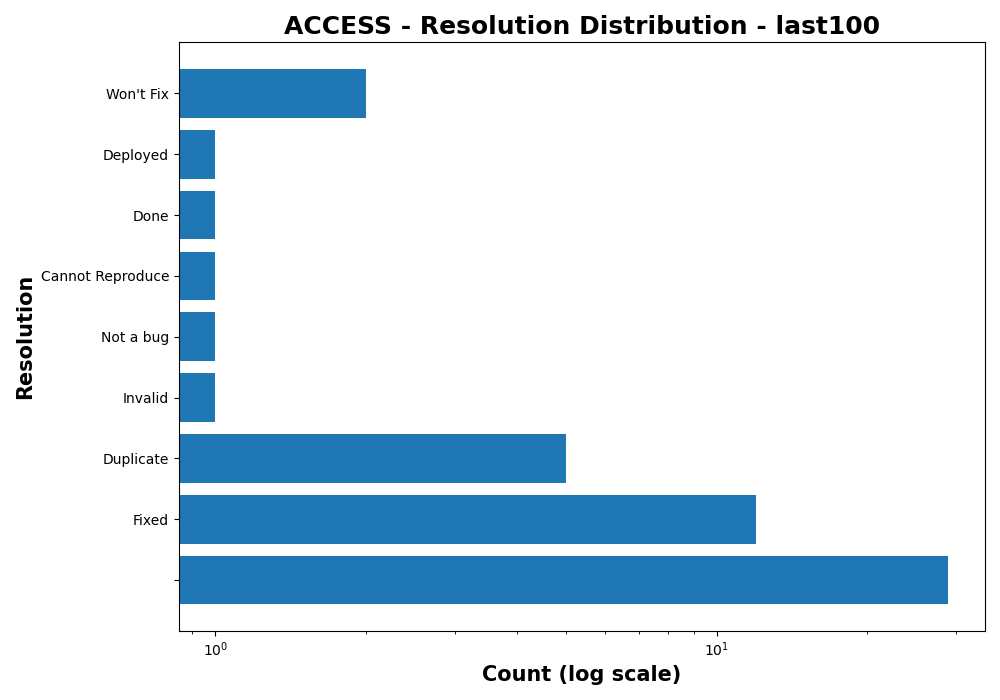 ACCESS - Resolution Distribution - last100
Resolution
Won't Fix
Deployed
Done
Cannot Reproduce
Not a bug
Invalid
Duplicate
Fixed
10⁰
10¹
Count (log scale)